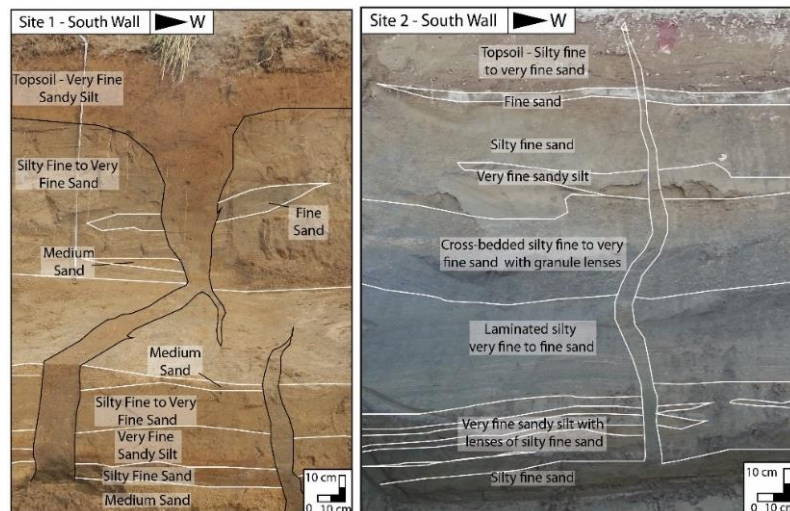 Site 1 - South Wall
W
Topsoil - Very Fine
Sandy Silt
Silty Fine to Very
Fine Sand
Fine
Sand
Medium
Sand
Medium
Sand
Silty Fine to Very
Fine Sand
Very Fine
Sandy Silt
Silty Fine Sand
Medium Sand
10 cm
0 10 cm
Site 2 - South Wall
W
Topsoil - Silty fine
to very fine sand
Fine sand
Silty fine sand
Very fine sandy silt
Cross-bedded silty fine to very
fine sand with granule lenses
Laminated silty
very fine to fine sand
Very fine sandy silt with
lenses of silty fine sand
Silty fine sand
10 cm
0 10 cm